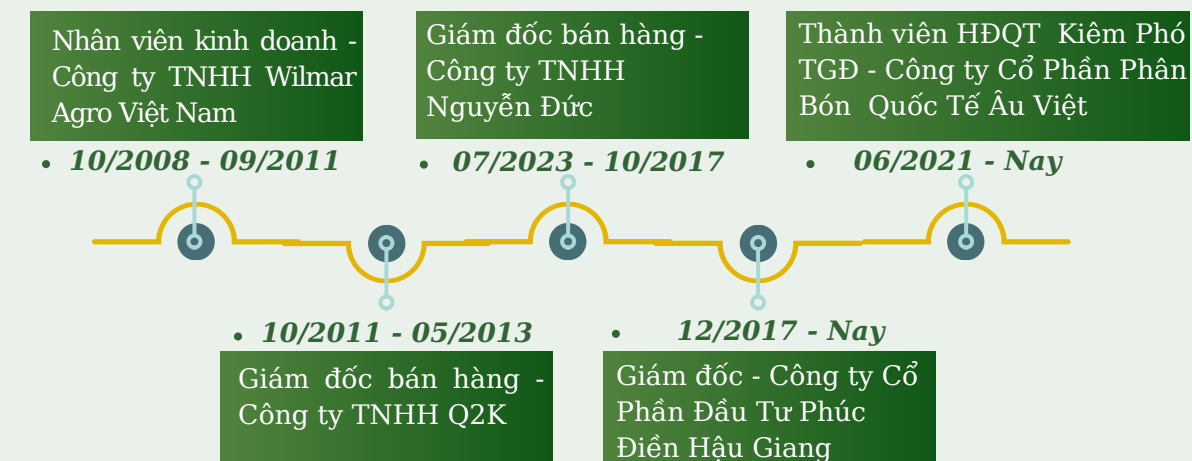 Nhân viên kinh doanh -
Công ty TNHH Wilmar
Agro Việt Nam
• 10/2008 - 09/2011
Giám đốc bán hàng -
Công ty TNHH
Nguyễn Đức
• 07/2023 - 10/2017
Thành viên HĐQT Kiêm Phó
TGĐ - Công ty Cổ Phần Phân
Bón Quốc Tế Âu Việt
• 06/2021 - Nay
• 10/2011 - 05/2013
Giám đốc bán hàng -
Công ty TNHH Q2K
• 12/2017 - Nay
Giám đốc - Công ty Cổ
Phần Đầu Tư Phúc
Điền Hậu Giang